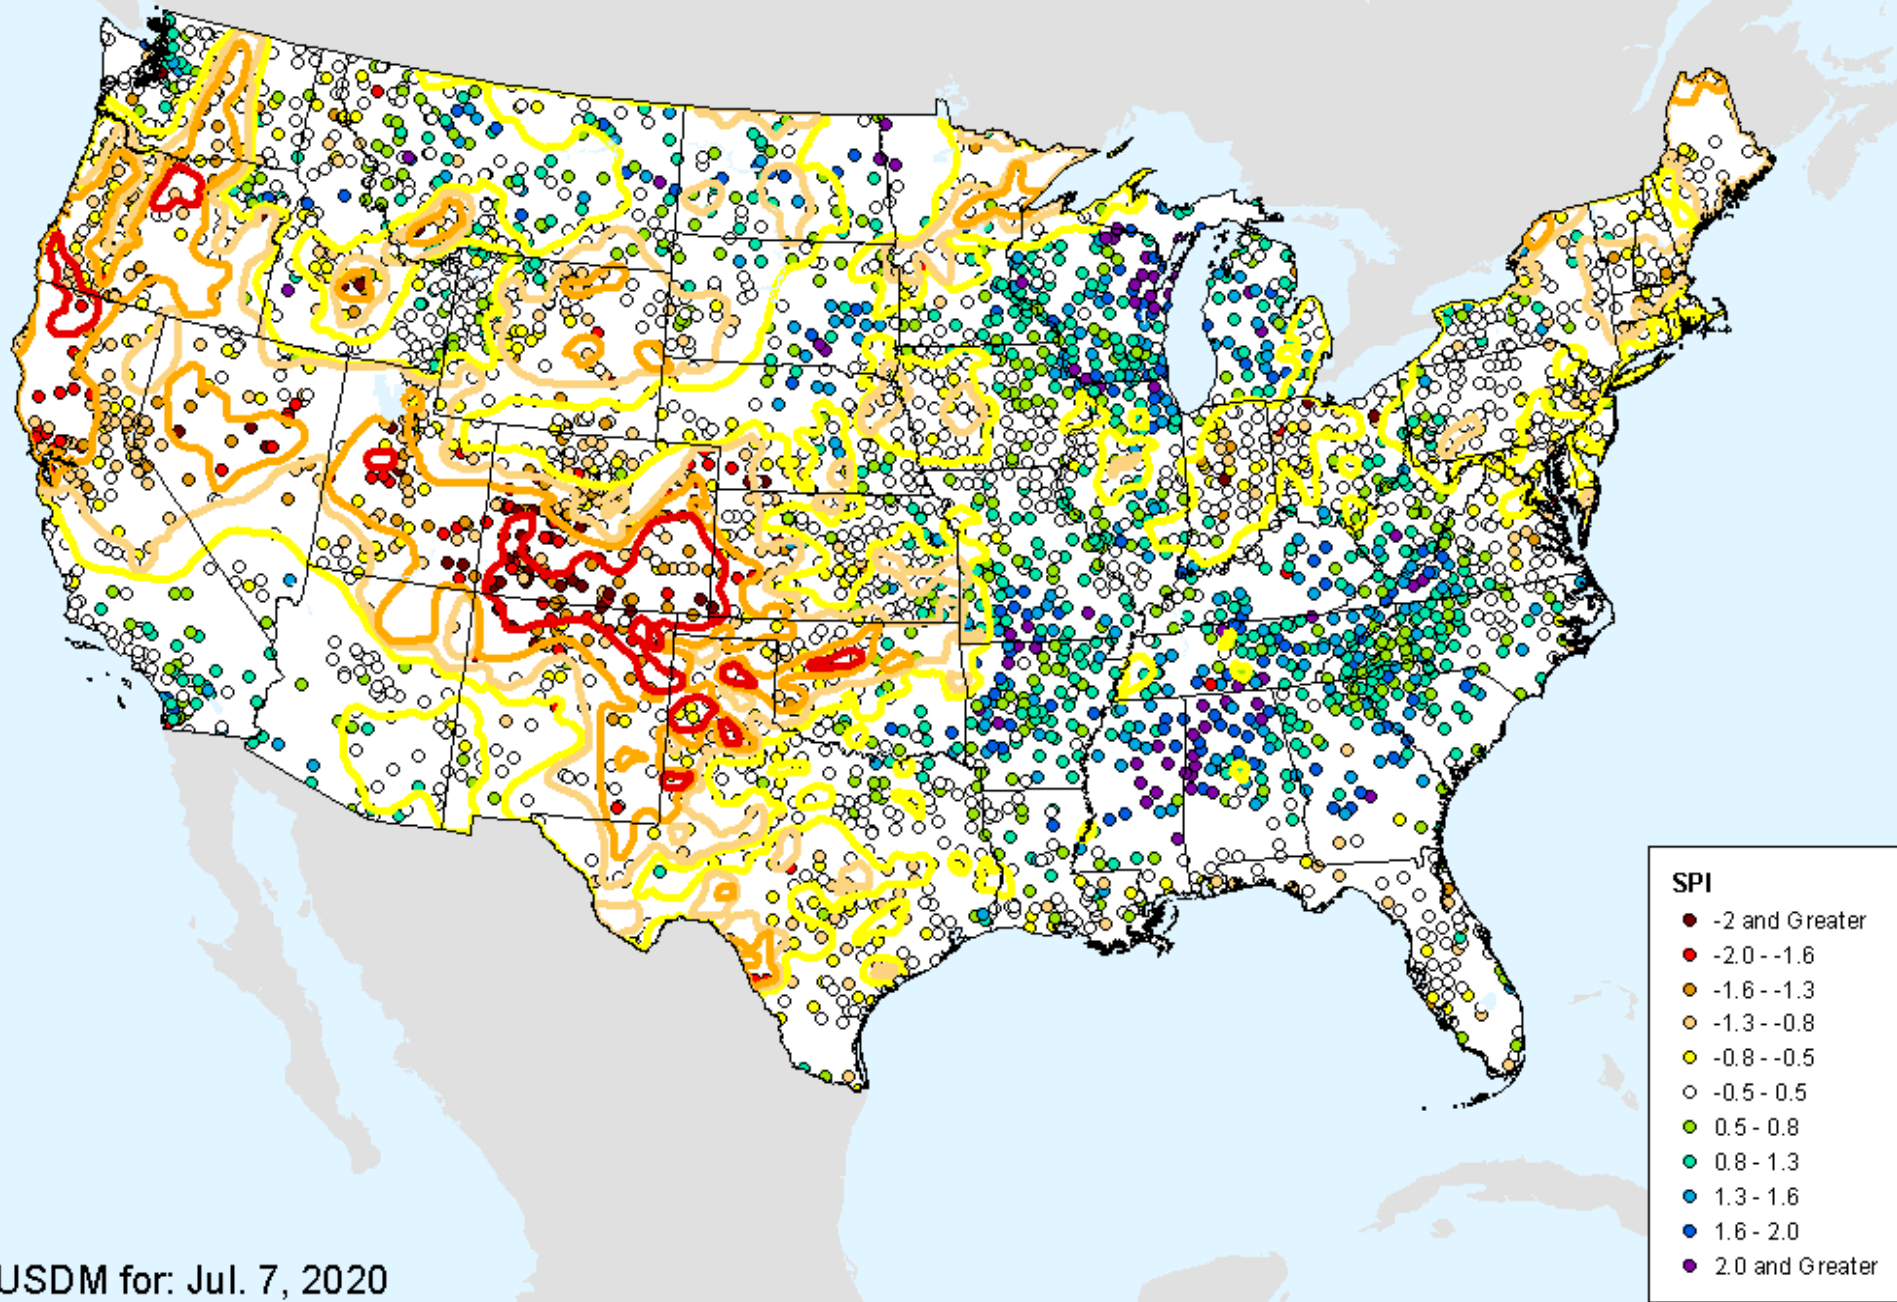 SPI
-2 and Greater
-2.0 - -1.6
-1.6 - -1.3
-1.3 - -0.8
-0.8 - -0.5
-0.5 - 0.5
0.5 - 0.8
0.8 - 1.3
1.3 - 1.6
1.6 - 2.0
2.0 and Greater
USDM for: Jul. 7, 2020